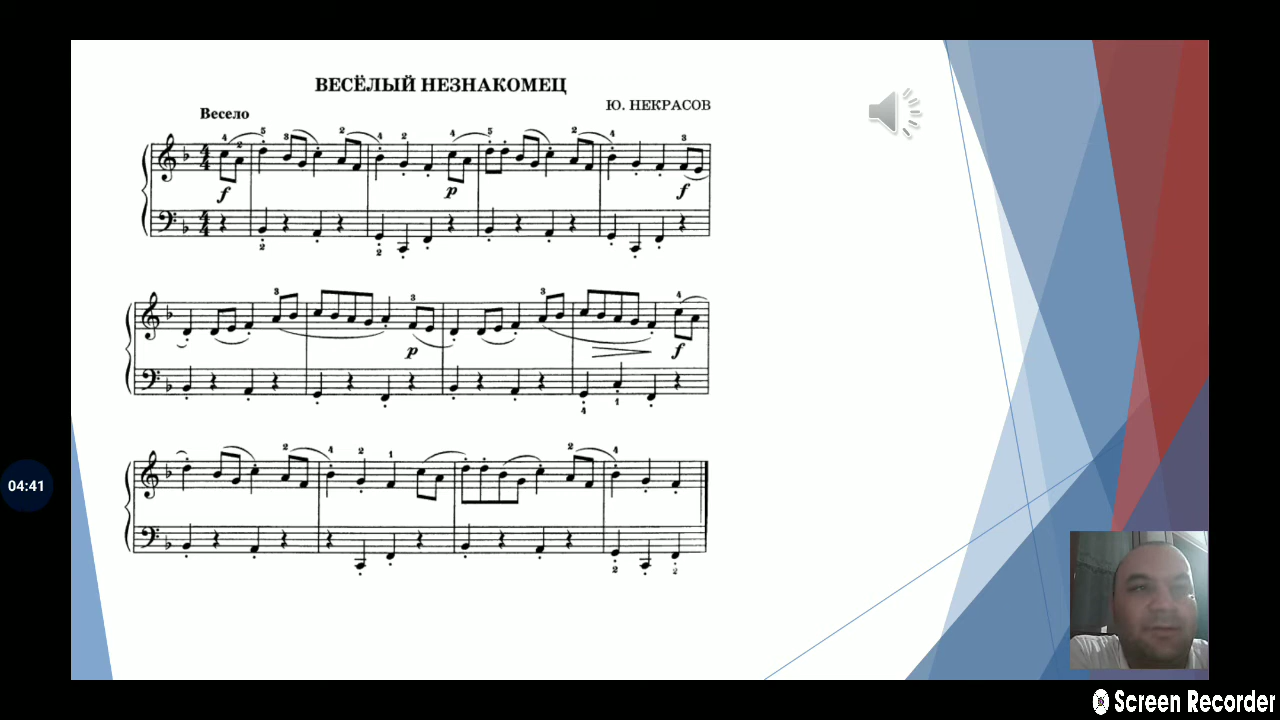 ВЕСЁЛЫЙ НЕЗНАКОМЕЦ
Ю. НЕКРАСОВ
Весело
f
p
f
p
f
04:41
Screen Recorder